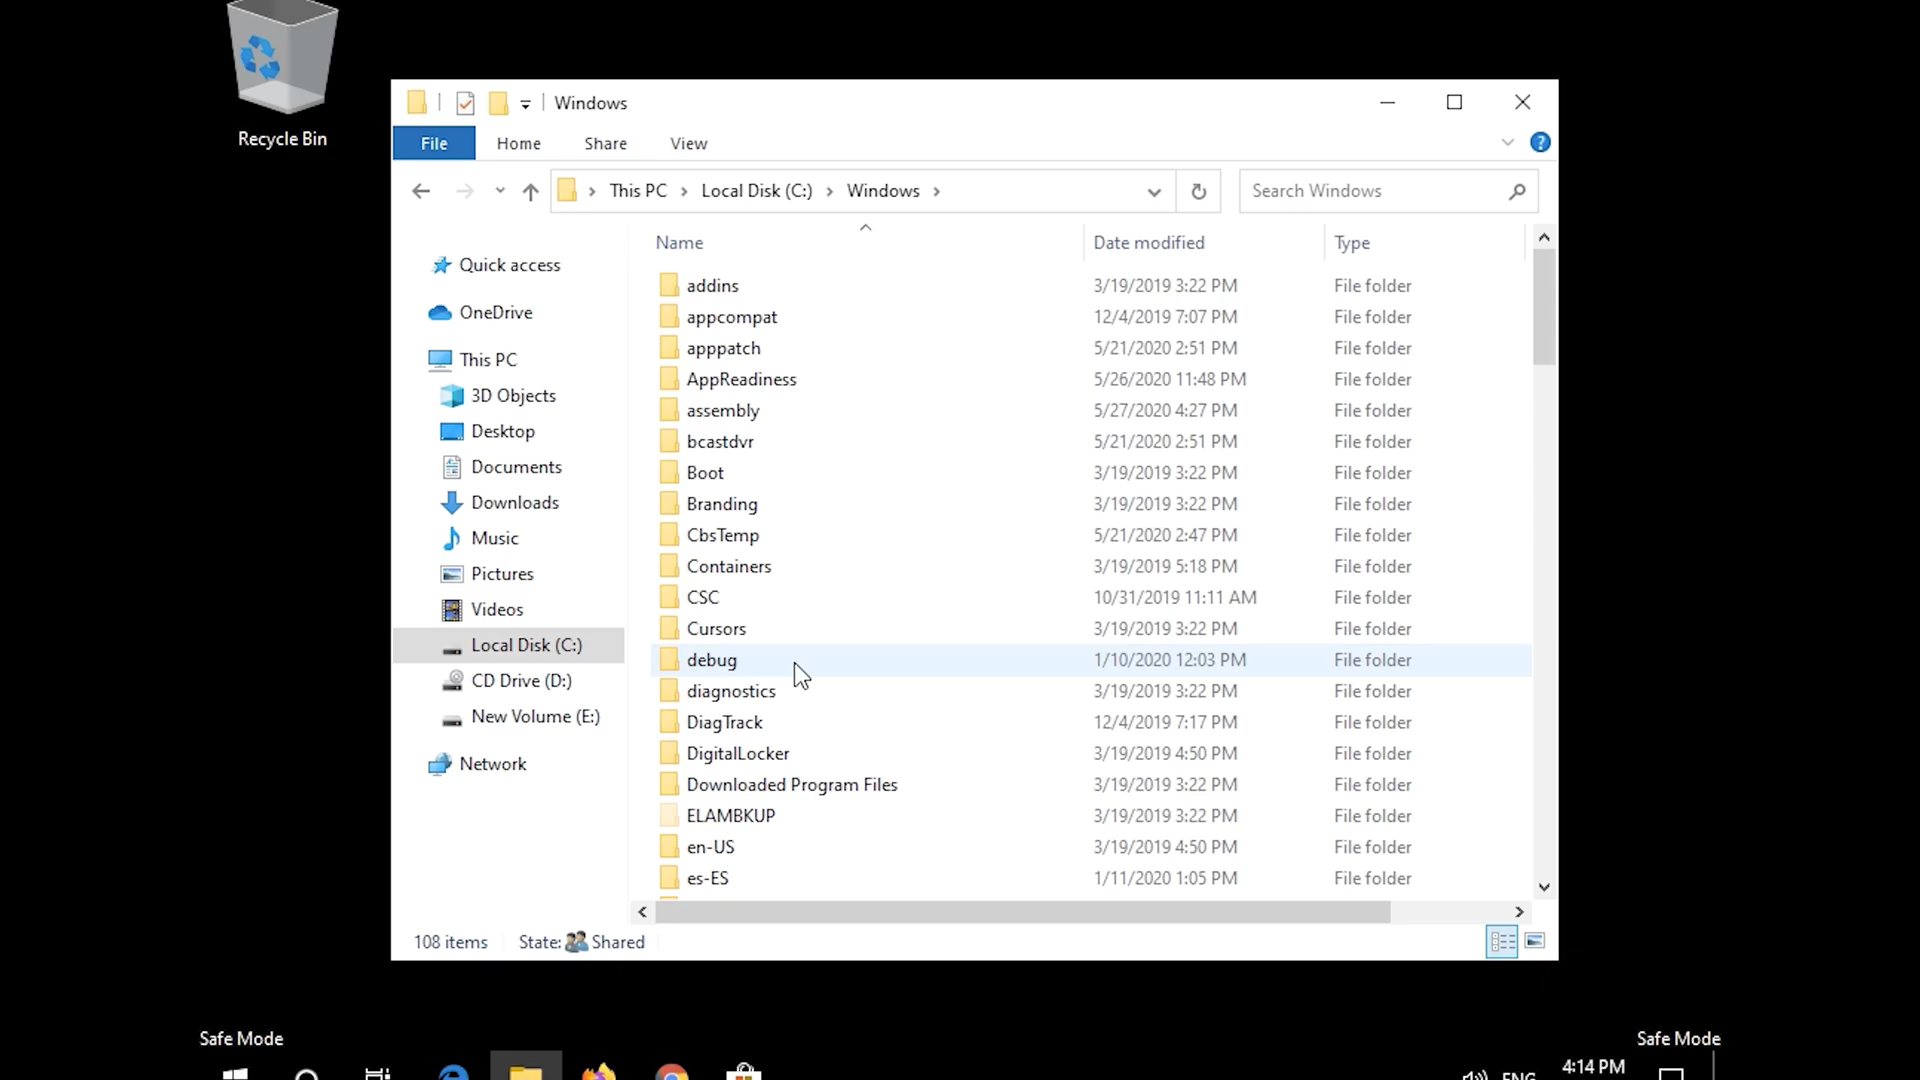 Recycle Bin
Windows
File Home Share View
This PC Local Disk (C:) Windows
Search Windows
Name Date modified Type
Quick access
OneDrive
This PC
3D Objects
Desktop
Documents
Downloads
Music
Pictures
Videos
Local Disk (C:)
CD Drive (D:)
New Volume (E:)
Network
addins 3/19/2019 3:22 PM File folder
appcompat 12/4/2019 7:07 PM File folder
apppatch 5/21/2020 2:51 PM File folder
AppReadiness 5/26/2020 11:48 PM File folder
assembly 5/27/2020 4:27 PM File folder
bcastdvr 5/21/2020 2:51 PM File folder
Boot 3/19/2019 3:22 PM File folder
Branding 3/19/2019 3:22 PM File folder
CbsTemp 5/21/2020 2:47 PM File folder
Containers 3/19/2019 5:18 PM File folder
CSC 10/31/2019 11:11 AM File folder
Cursors 3/19/2019 3:22 PM File folder
debug 1/10/2020 12:03 PM File folder
diagnostics 3/19/2019 3:22 PM File folder
DiagTrack 12/4/2019 7:17 PM File folder
DigitalLocker 3/19/2019 4:50 PM File folder
Downloaded Program Files 3/19/2019 3:22 PM File folder
ELAMBKUP 3/19/2019 3:22 PM File folder
en-US 3/19/2019 4:50 PM File folder
es-ES 1/11/2020 1:05 PM File folder
108 items State: Shared
Safe Mode Safe Mode
ENG 4:14 PM